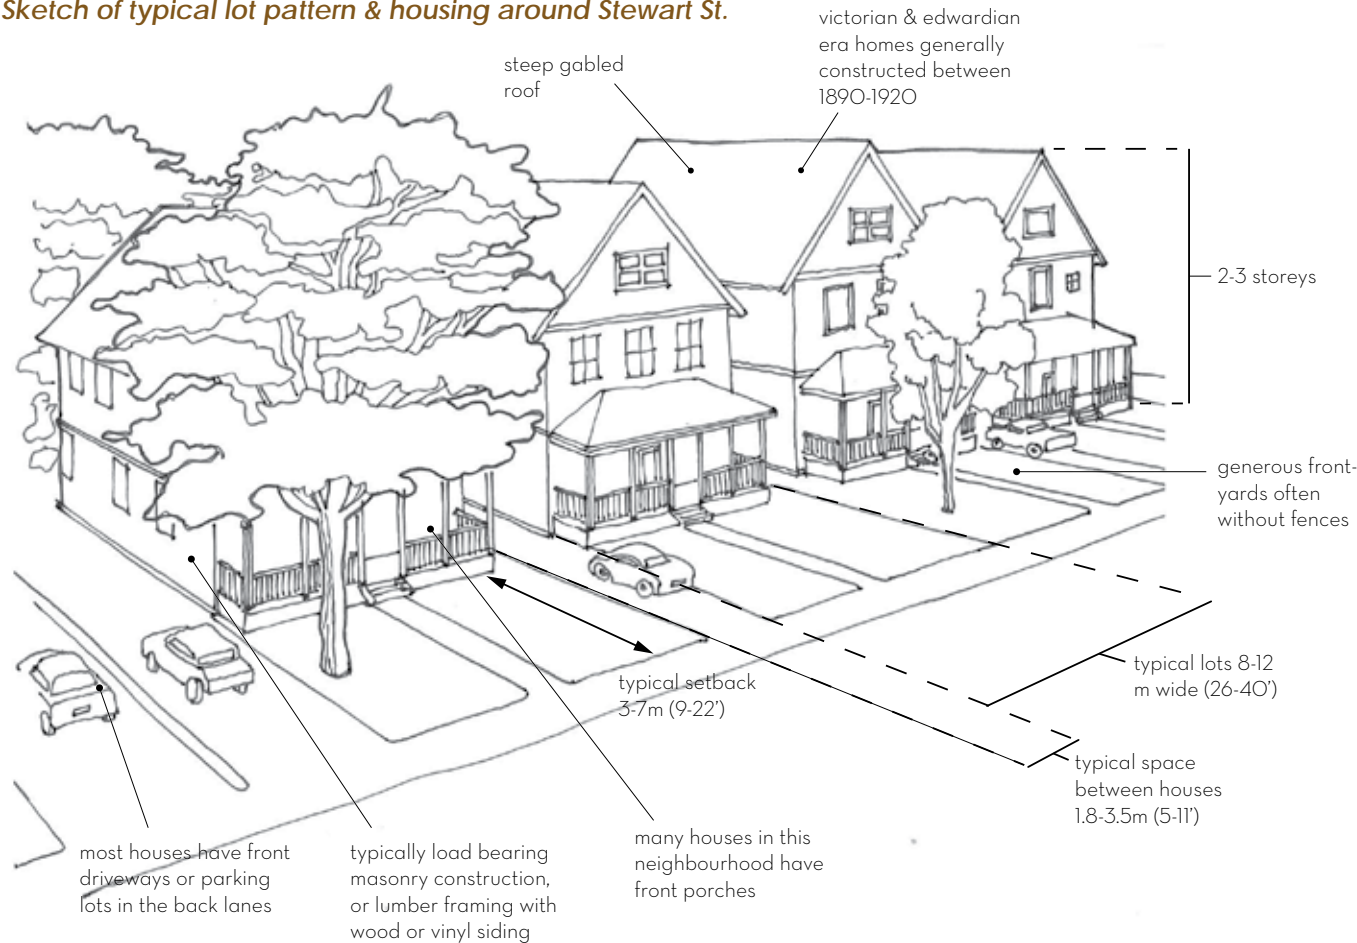 Sketch of typical lot pattern & housing around Stewart St.
victorian & edwardian
era homes generally
constructed between
1890-1920
steep gabled
roof
2-3 storeys
generous front-
yards often
without fences
typical lots 8-12
m wide (26-40')
typical setback
3-7m (9-22')
typical space
between houses
1.8-3.5m (5-11')
many houses in this
neighbourhood have
front porches
most houses have front
driveways or parking
lots in the back lanes
typically load bearing
masonry construction,
or lumber framing with
wood or vinyl siding